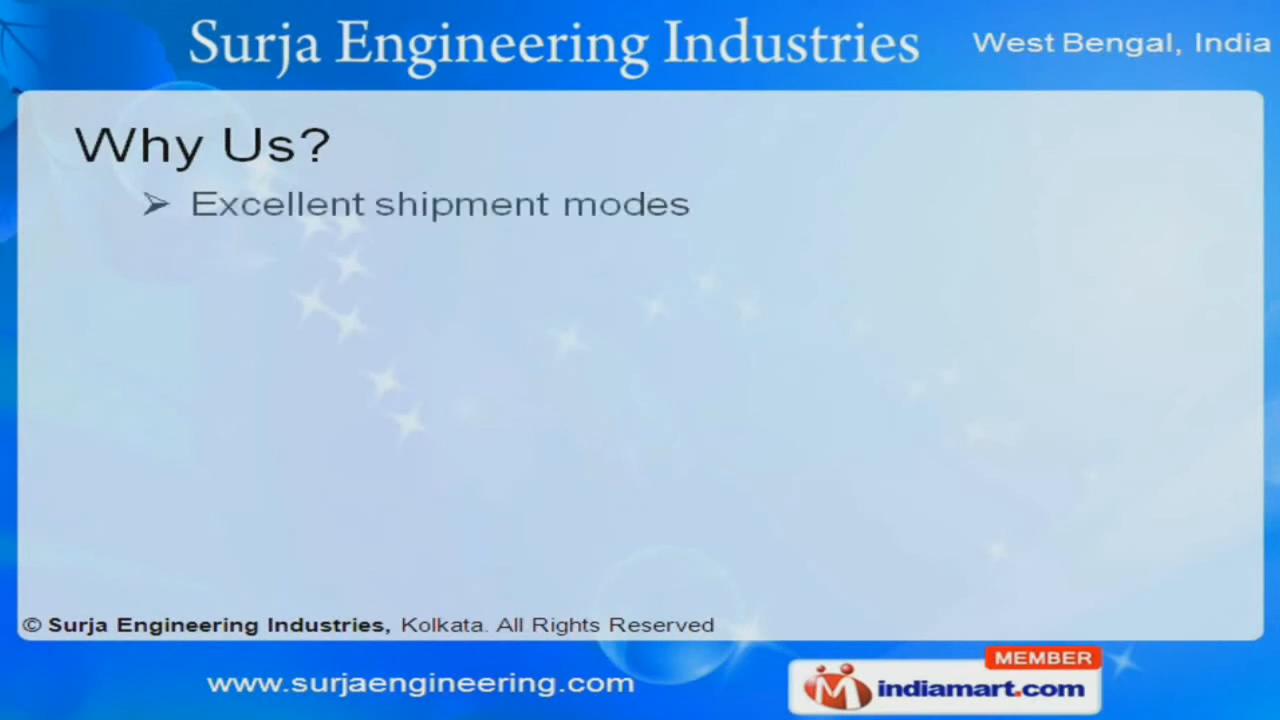 Surja Engineering Industries
West Bengal, India
Why Us?
➢ Excellent shipment modes
© Surja Engineering Industries, Kolkata. All Rights Reserved
www.surjaengineering.com
MEMBER
indiamart.com